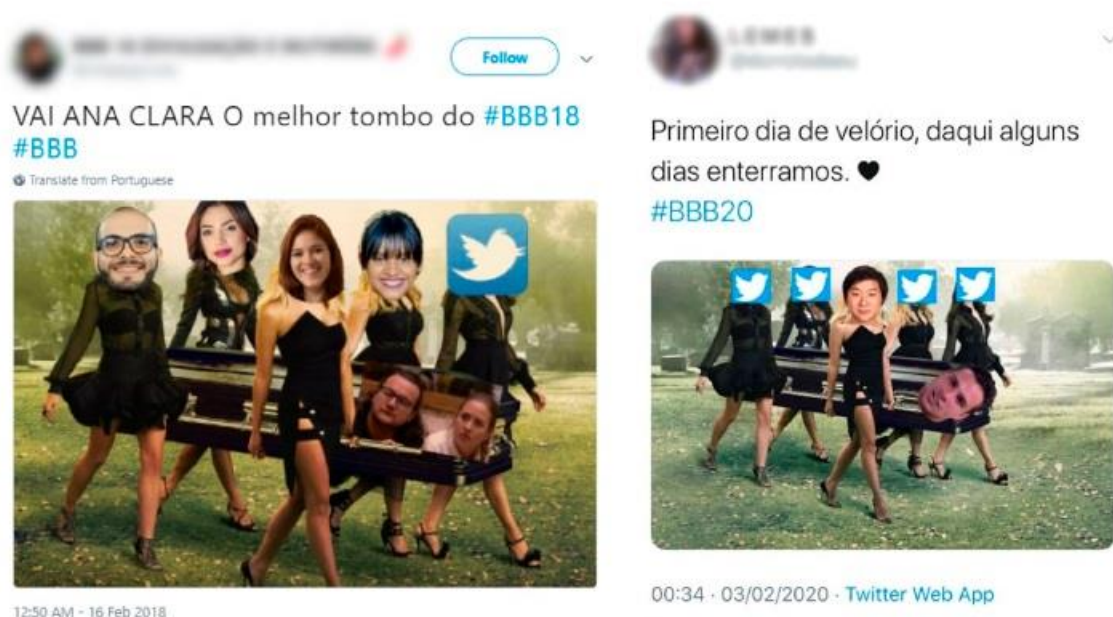 Follow
VAI ANA CLARA O melhor tombo do #BBB18
#BBB
Translate from Portuguese
12:50 AM - 16 Feb 2018
Primeiro dia de velório, daqui alguns
dias enterramos. 🖤
#BBB20
00:34 · 03/02/2020 · Twitter Web App